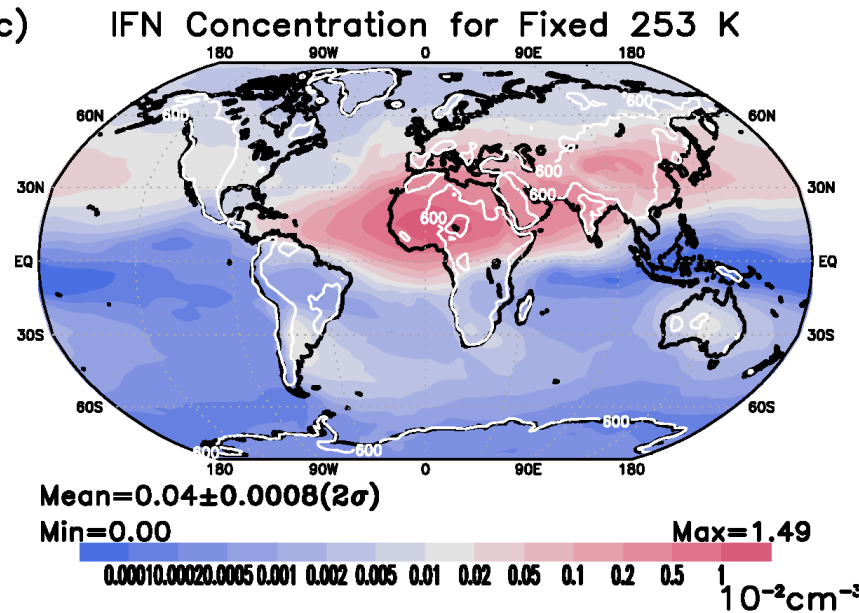 c) IFN Concentration for Fixed 253 K
180 90W 0 90E 180
60N 600 600 60N
600
30N 600 600 30N
EQ EQ
30S 30S
60S 60S
600 600 600
180 90W 0 90E 180
Mean=0.04±0.0008(2σ)
Min=0.00 Max=1.49
0.0001 0.0002 0.0005 0.001 0.002 0.005 0.01 0.02 0.05 0.1 0.2 0.5 1
10⁻²cm⁻³